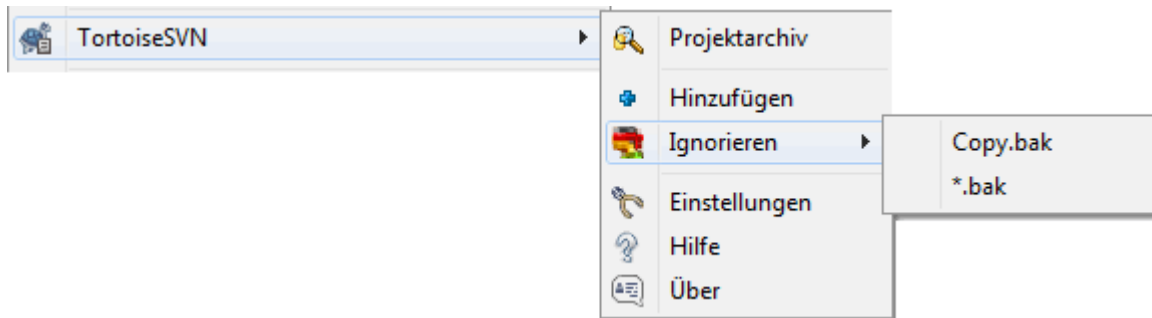 TortoiseSVN
Projektarchiv
Hinzufügen
Ignorieren
Copy.bak
*.bak
Einstellungen
Hilfe
Über